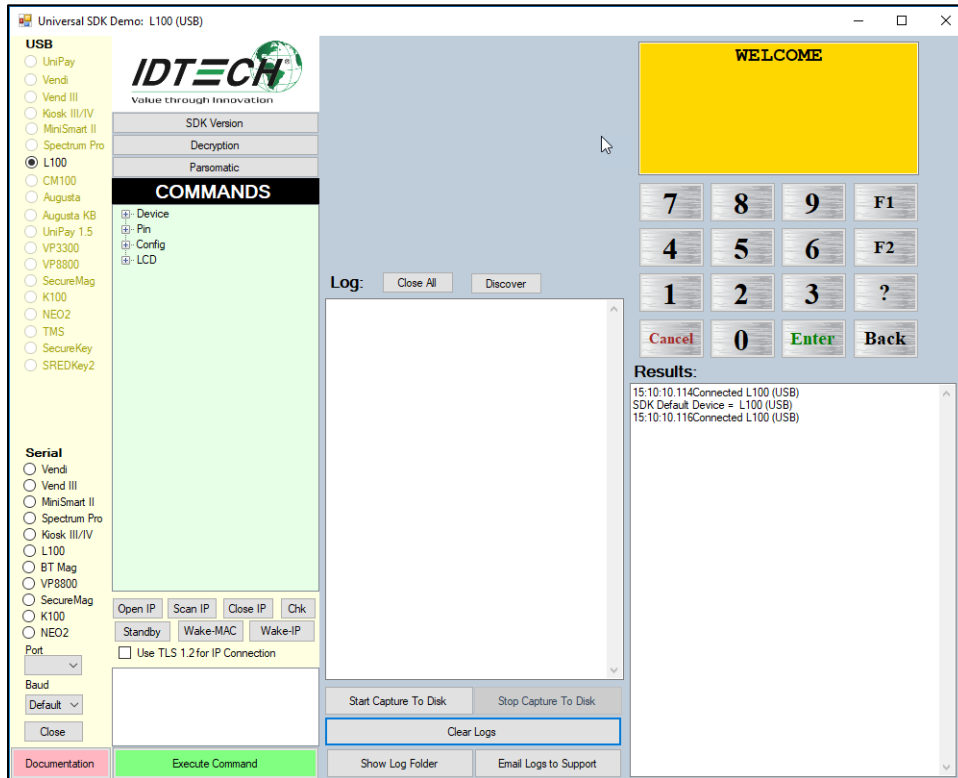 Universal SDK Demo: L100 (USB)
USB
UniPay
Vendi
Vend III
Kiosk III/IV
MiniSmart II
Spectrum Pro
L100
CM100
Augusta
Augusta KB
UniPay 1.5
VP3300
VP8800
SecureMag
K100
NEO2
TMS
SecureKey
SREDKey2
Serial
Vendi
Vend III
MiniSmart II
Spectrum Pro
Kiosk III/IV
L100
BT Mag
VP8800
SecureMag
K100
NEO2
Port
Baud
Default
Close
Documentation
IDTECH®
Value through Innovation
SDK Version
Decryption
Parsomatic
COMMANDS
Device
Pin
Config
LCD
Open IP Scan IP Close IP Chk
Standby Wake-MAC Wake-IP
Use TLS 1.2 for IP Connection
Execute Command
Log: Close All Discover
Start Capture To Disk Stop Capture To Disk
Clear Logs
Show Log Folder Email Logs to Support
WELCOME
7 8 9 F1
4 5 6 F2
1 2 3 ?
Cancel 0 Enter Back
Results:
15:10:10.114Connected L100 (USB)
SDK Default Device = L100 (USB)
15:10:10.116Connected L100 (USB)